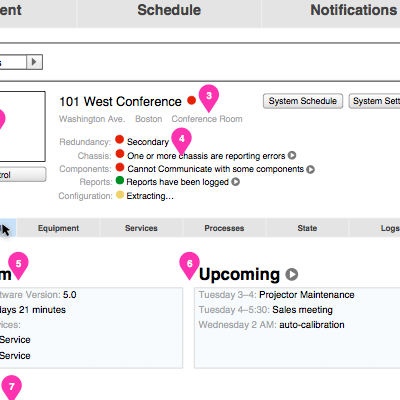 ent Schedule Notifications
s
101 West Conference 3 System Schedule System Sett
Washington Ave. Boston Conference Room
4
Redundancy: Secondary
Chassis: One or more chassis are reporting errors
Components: Cannot Communicate with some components
trol
Reports: Reports have been logged
Configuration: Extracting...
Equipment Services Processes State Logs
5 6
m Upcoming
tware Version: 5.0
days 21 minutes
vices:
Service
Service
Tuesday 3–4: Projector Maintenance
Tuesday 4–5:30: Sales meeting
Wednesday 2 AM: auto-calibration
7